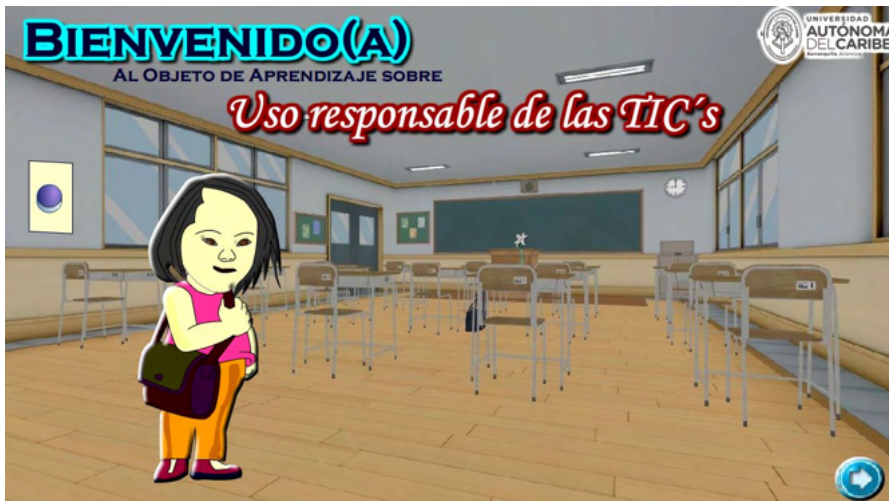 BIENVENIDO(A)
AL OBJETO DE APRENDIZAJE SOBRE
Uso responsable de las TIC´s
UNIVERSIDAD
AUTÓNOMA
DEL CARIBE